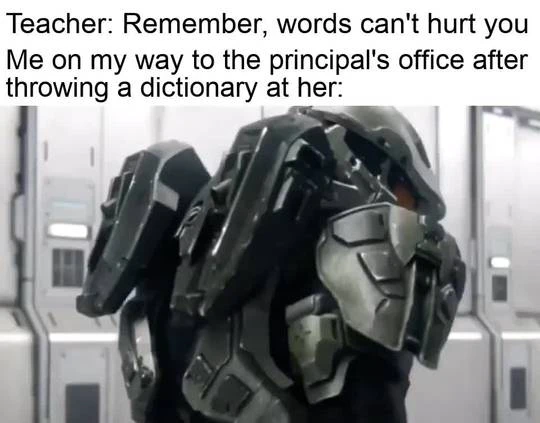 Teacher: Remember, words can't hurt you
Me on my way to the principal's office after
throwing a dictionary at her: